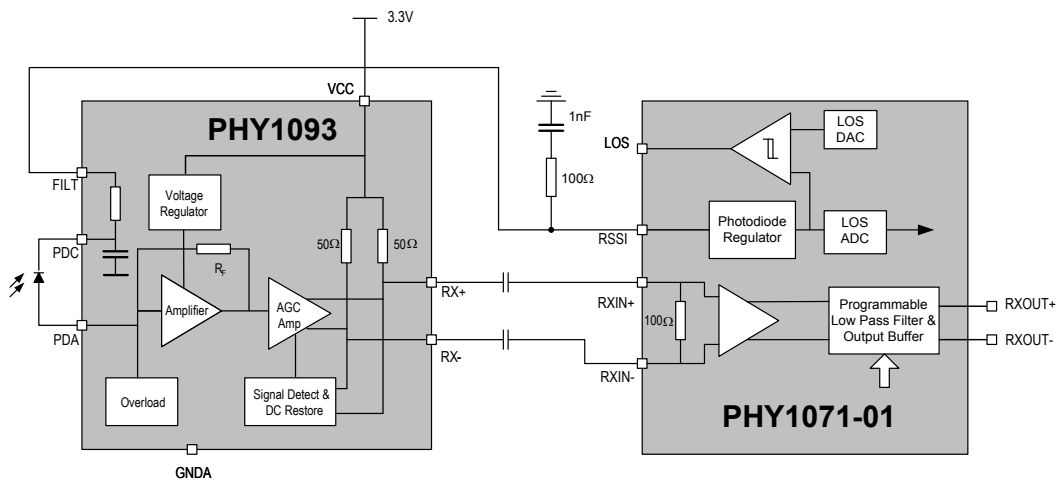 3.3V
VCC
PHY1093
FILT
Voltage
Regulator
PDC
R_F
50Ω
50Ω
Amplifier
AGC
Amp
PDA
Overload
Signal Detect &
DC Restore
GNDA
RX+
RX-
1nF
100Ω
LOS
LOS
DAC
RSSI
Photodiode
Regulator
LOS
ADC
RXIN+
100Ω
RXIN-
Programmable
Low Pass Filter &
Output Buffer
RXOUT+
RXOUT-
PHY1071-01